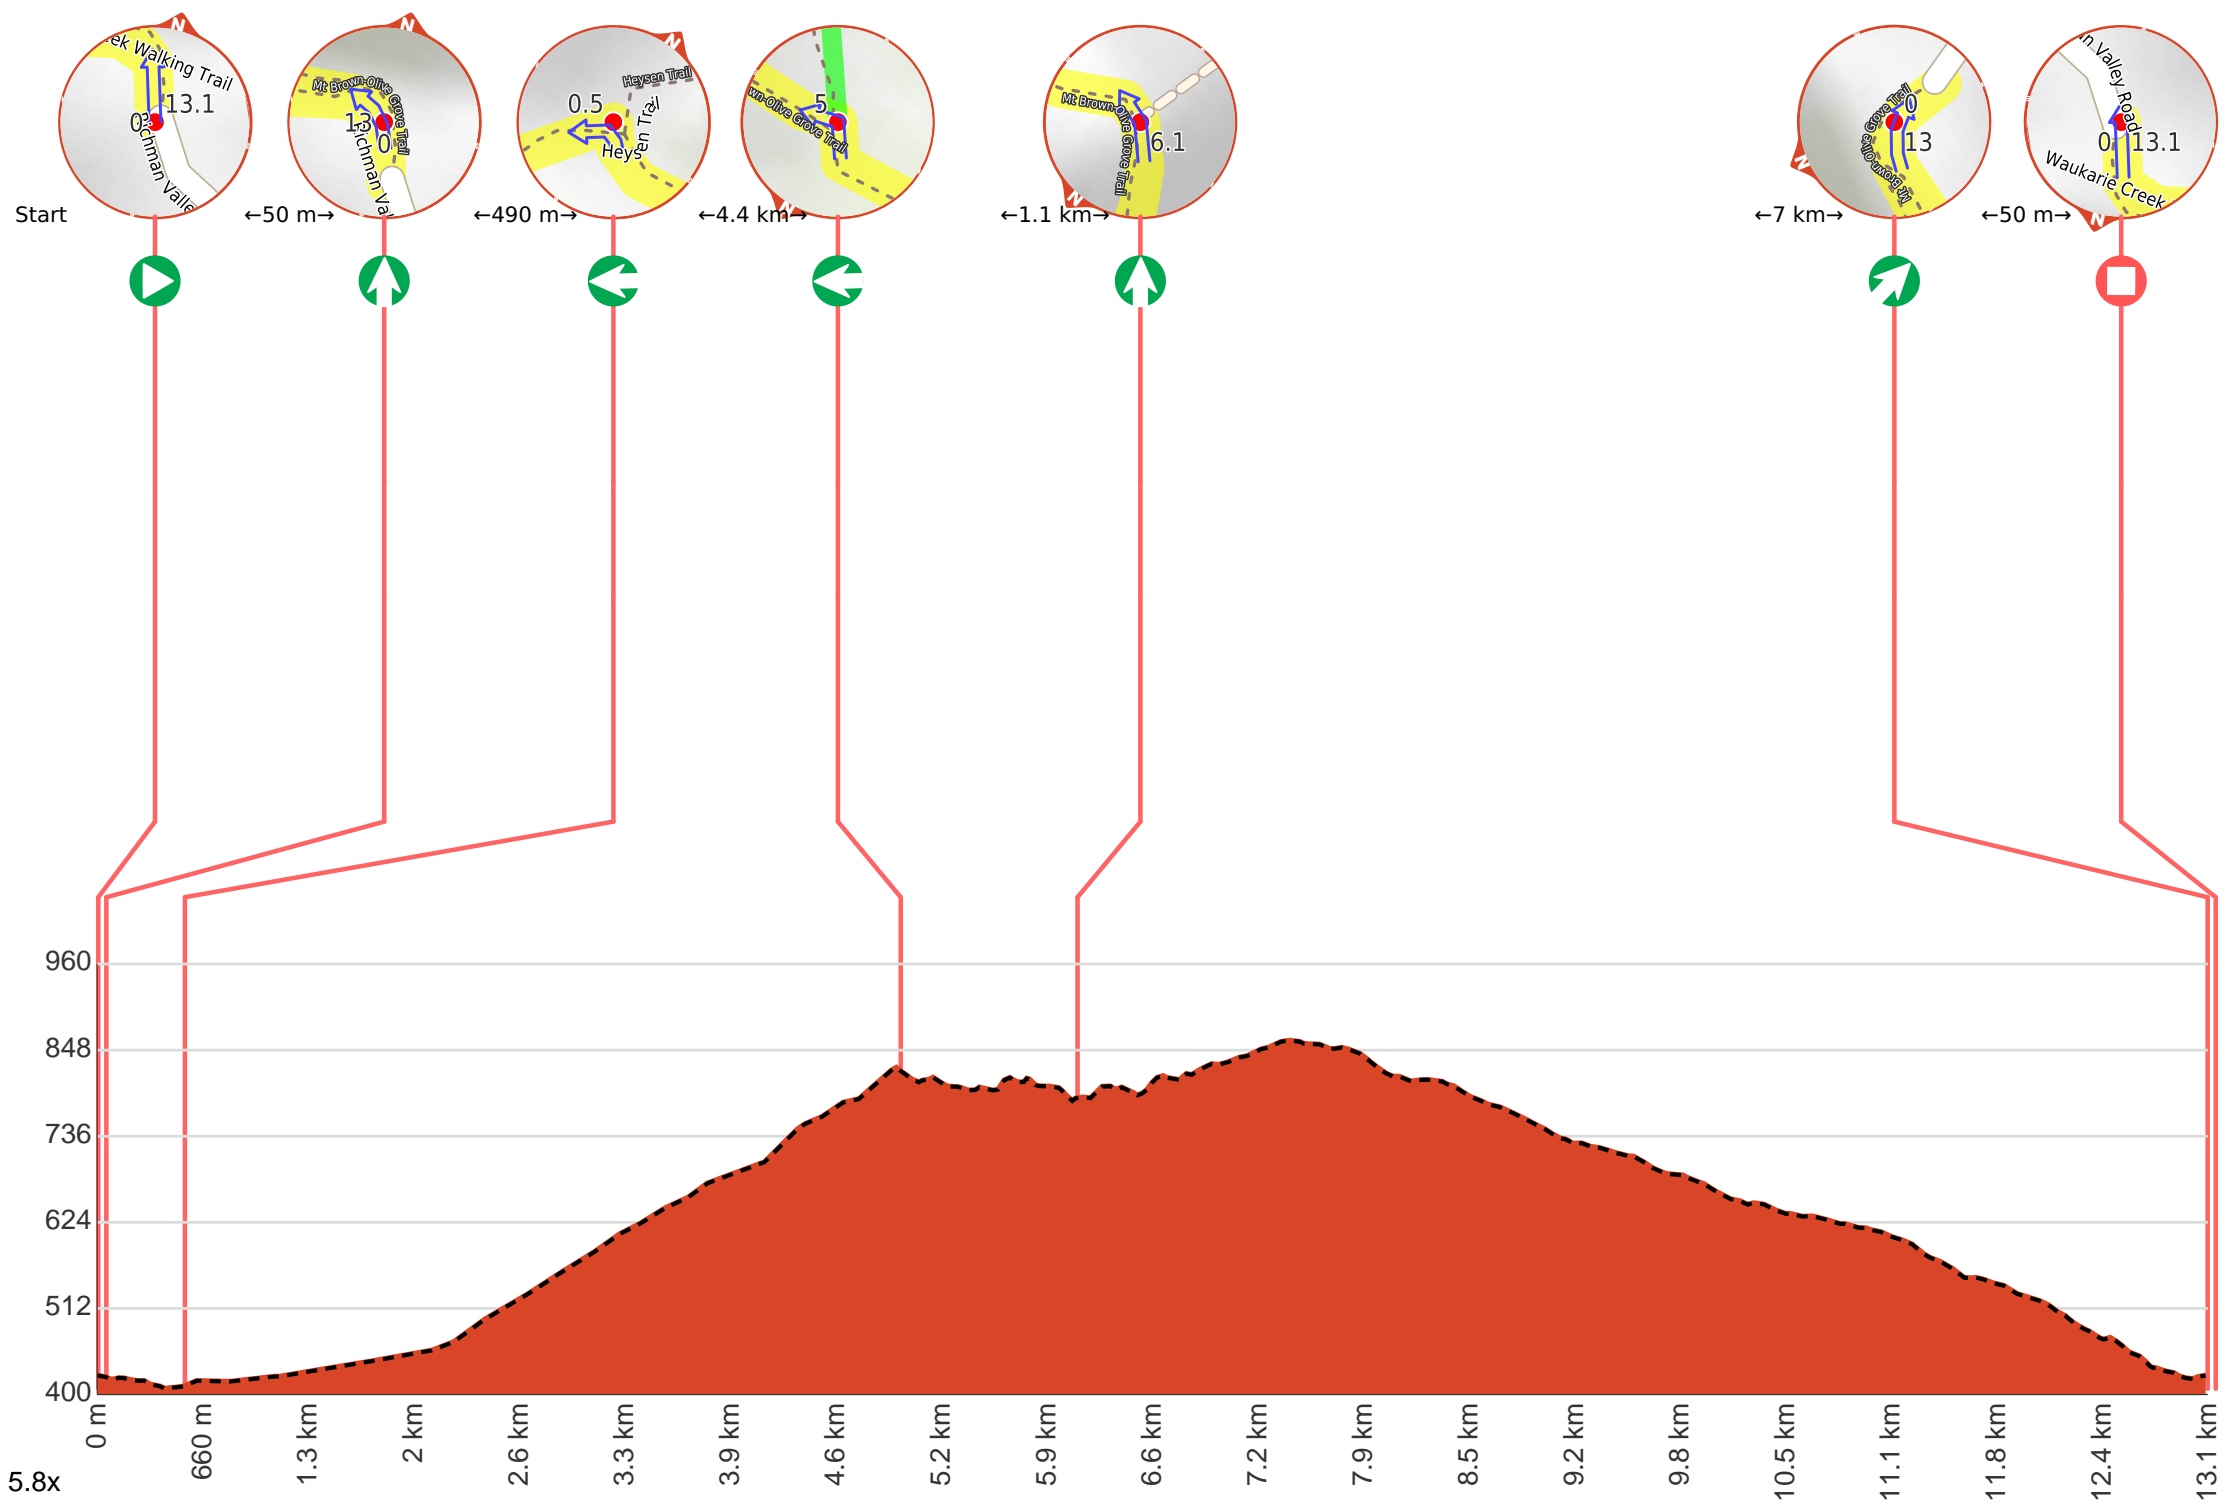 N
N
N
N
N
N
N
ek Walking Trail
13.1
0
ichman Valle
Mt Brown-Olive Grove Trail
13
0
Richman Va
0.5
Heysen Trail
Heysen Trail
5
wn-Olive Grove Trail
Mt Brown-Olive Grove Trail
6.1
Mt Brown-Olive Grove Trail
0
13
n Valley Road
0
13.1
Waukarie Creek
Start
←50 m→
←490 m→
←4.4 km→
←1.1 km→
←7 km→
←50 m→
960
848
736
624
512
400
0 m
660 m
1.3 km
2 km
2.6 km
3.3 km
3.9 km
4.6 km
5.2 km
5.9 km
6.6 km
7.2 km
7.9 km
8.5 km
9.2 km
9.8 km
10.5 km
11.1 km
11.8 km
12.4 km
13.1 km
5.8x